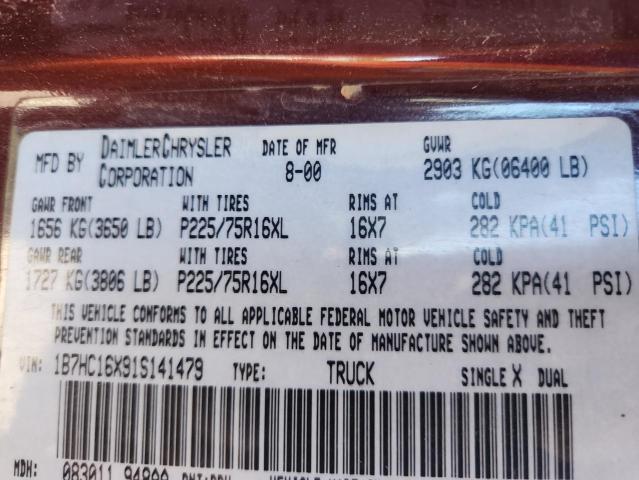 MFD BY DAIMLERCHRYSLER CORPORATION DATE OF MFR 8-00 GVWR 2903 KG(06400 LB)
GAWR FRONT WITH TIRES RIMS AT COLD
1656 KG(3650 LB) P225/75R16XL 16X7 282 KPA(41 PSI)
GAWR REAR WITH TIRES RIMS AT COLD
1727 KG(3806 LB) P225/75R16XL 16X7 282 KPA(41 PSI)
THIS VEHICLE CONFORMS TO ALL APPLICABLE FEDERAL MOTOR VEHICLE SAFETY AND THEFT
PREVENTION STANDARDS IN EFFECT ON THE DATE OF MANUFACTURE SHOWN ABOVE.
VIN: 1B7HC16X91S141479 TYPE: TRUCK SINGLE X DUAL
MDH: 083011